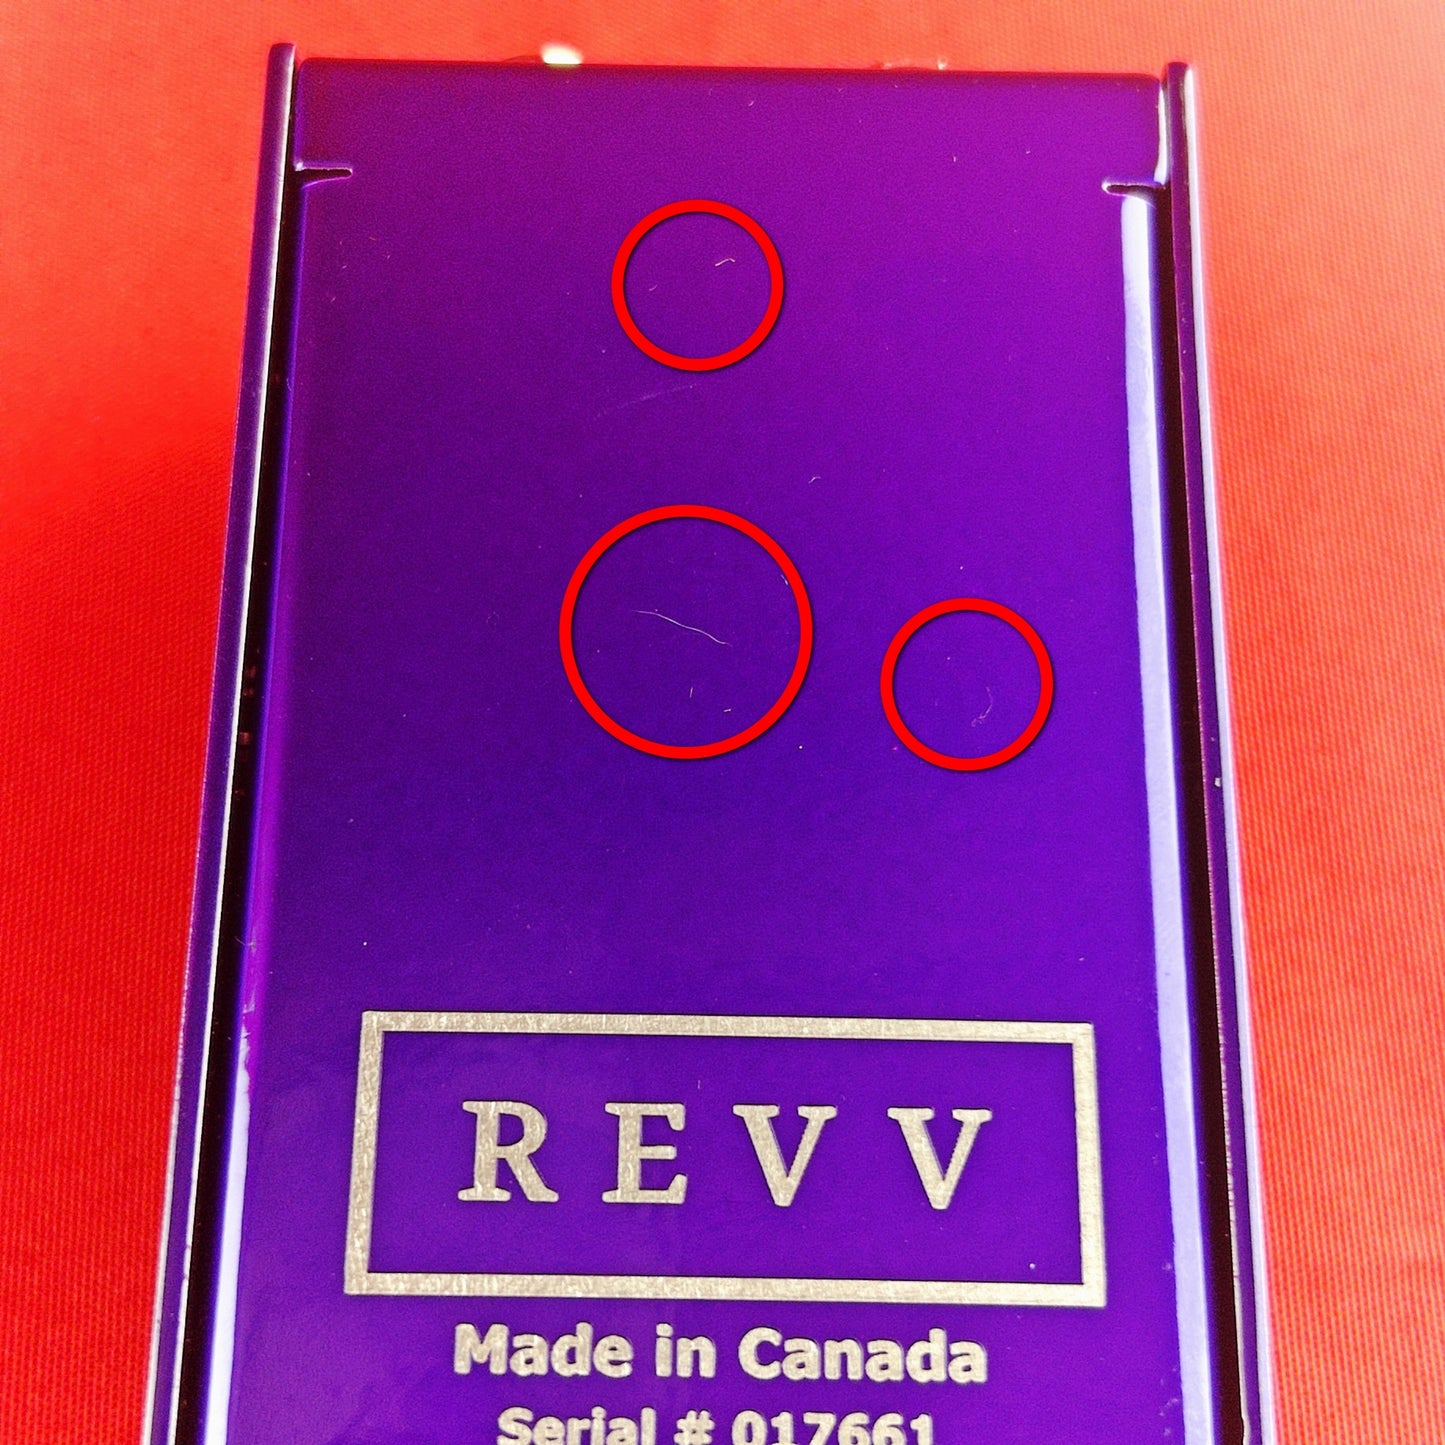 REVV
Made in Canada
Serial # 017661